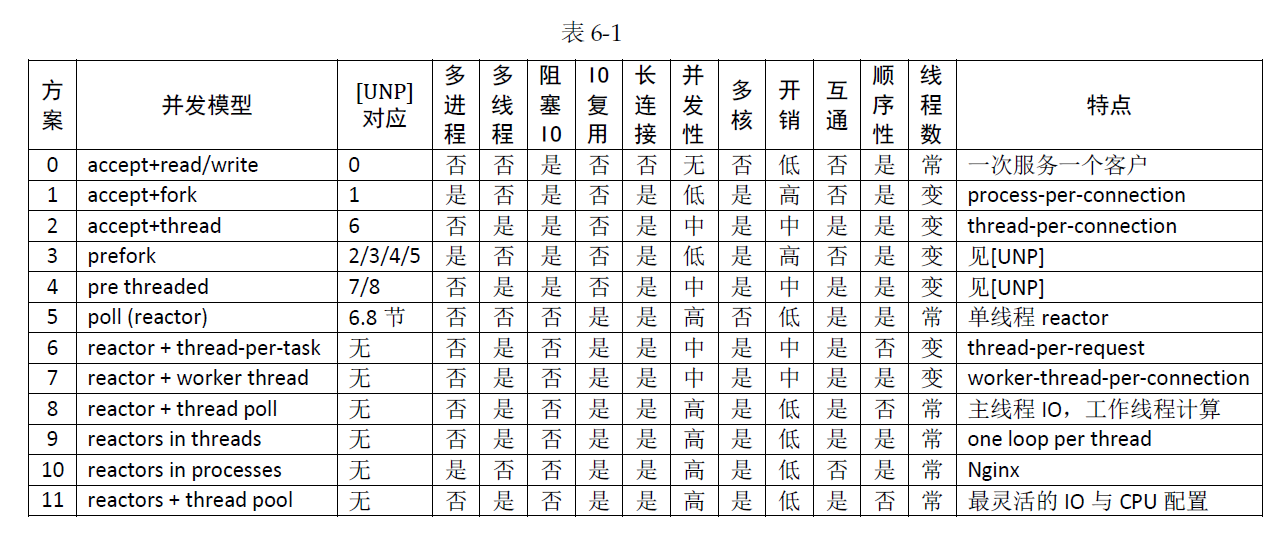 表 6-1
方案 并发模型 [UNP]对应 多进程 多线程 阻塞IO IO复用 长连接 并发性 多核 开销 互通 顺序性 线程数 特点
0 accept+read/write 0 否 否 是 否 否 无 否 低 否 是 常 一次服务一个客户
1 accept+fork 1 是 否 是 否 是 低 是 高 否 是 变 process-per-connection
2 accept+thread 6 否 是 是 否 是 中 是 中 是 是 变 thread-per-connection
3 prefork 2/3/4/5 是 否 是 否 是 低 是 高 否 是 变 见[UNP]
4 pre threaded 7/8 否 是 是 否 是 中 是 中 是 是 变 见[UNP]
5 poll (reactor) 6.8 节 否 否 否 是 是 高 否 低 是 是 常 单线程 reactor
6 reactor + thread-per-task 无 否 是 否 是 是 中 是 中 是 否 变 thread-per-request
7 reactor + worker thread 无 否 是 否 是 是 中 是 中 是 是 变 worker-thread-per-connection
8 reactor + thread poll 无 否 是 否 是 是 高 是 低 是 否 常 主线程 IO，工作线程计算
9 reactors in threads 无 否 是 否 是 是 高 是 低 是 是 常 one loop per thread
10 reactors in processes 无 是 否 否 是 是 高 是 低 否 是 常 Nginx
11 reactors + thread pool 无 否 是 否 是 是 高 是 低 是 否 常 最灵活的 IO 与 CPU 配置